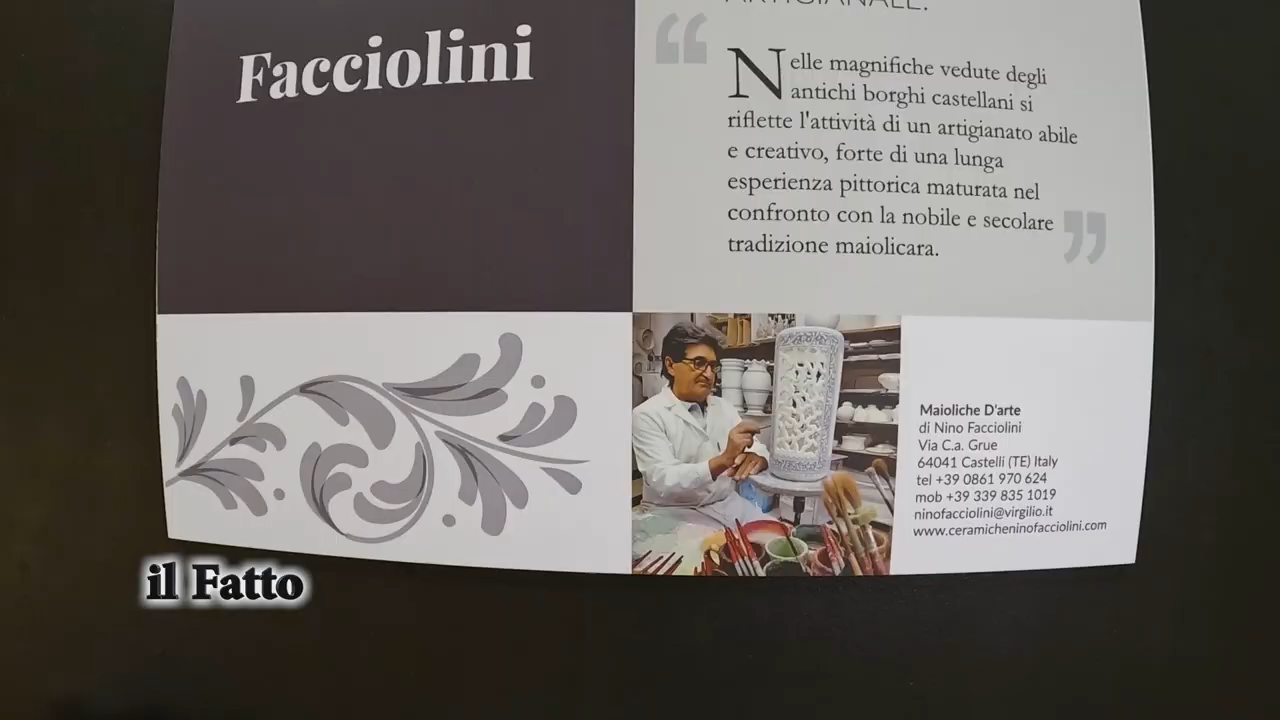 Facciolini
ARTIGIANALE.
“
Nelle magnifiche vedute degli
antichi borghi castellani si
riflette l'attività di un artigianato abile
e creativo, forte di una lunga
esperienza pittorica maturata nel
confronto con la nobile e secolare
tradizione maiolicara.
”
Maioliche D'arte
di Nino Facciolini
Via C.a. Grue
64041 Castelli (TE) Italy
tel +39 0861 970 624
mob +39 339 835 1019
ninofacciolini@virgilio.it
www.ceramicheninofacciolini.com
il Fatto